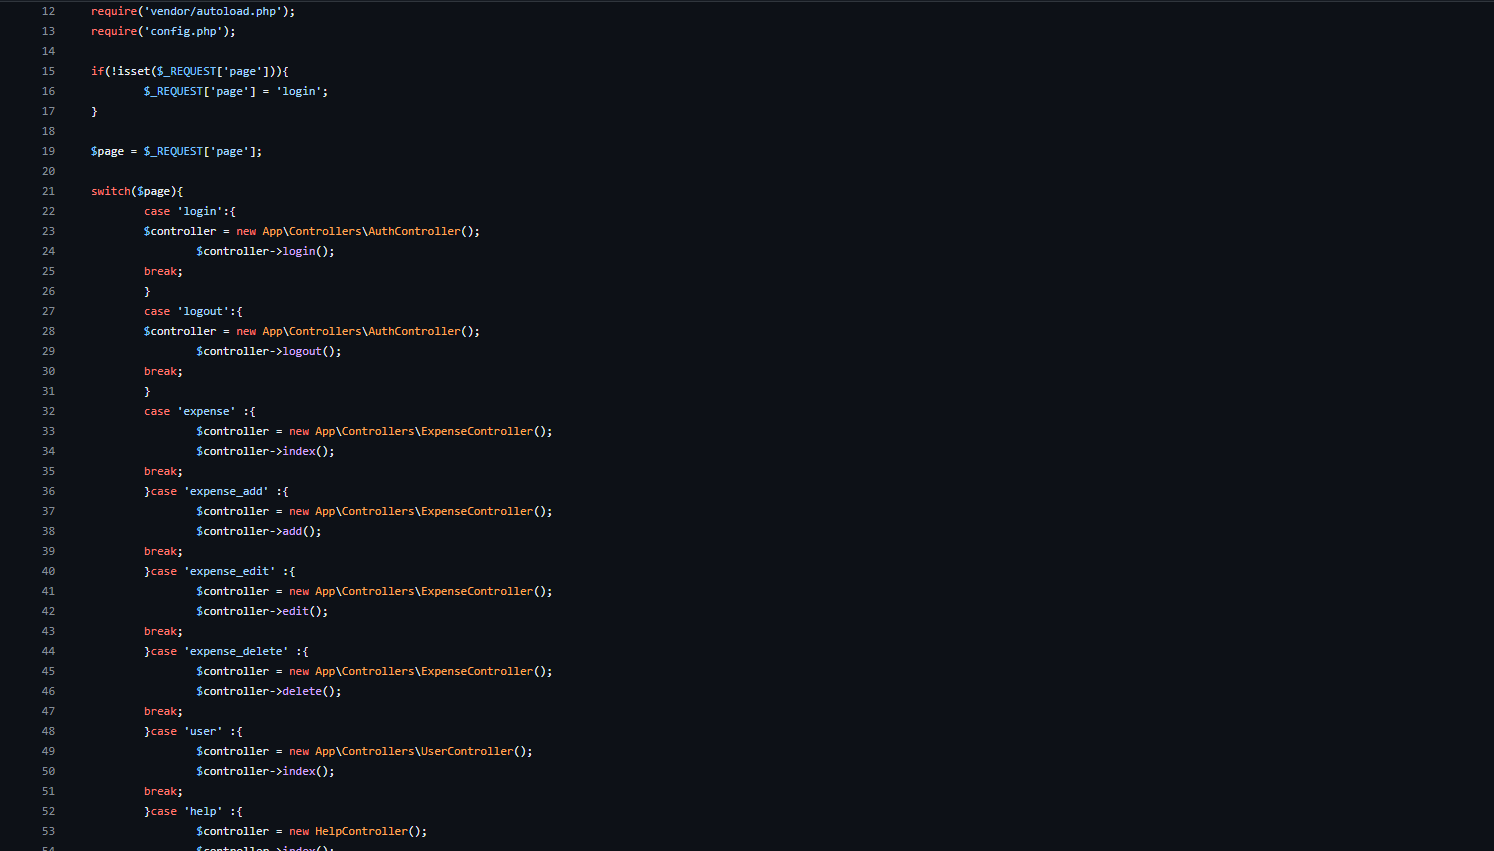 12 require('vendor/autoload.php');
13 require('config.php');
14
15 if(!isset($_REQUEST['page'])){
16 $_REQUEST['page'] = 'login';
17 }
18
19 $page = $_REQUEST['page'];
20
21 switch($page){
22 case 'login':{
23 $controller = new App\Controllers\AuthController();
24 $controller->login();
25 break;
26 }
27 case 'logout':{
28 $controller = new App\Controllers\AuthController();
29 $controller->logout();
30 break;
31 }
32 case 'expense' :{
33 $controller = new App\Controllers\ExpenseController();
34 $controller->index();
35 break;
36 }case 'expense_add' :{
37 $controller = new App\Controllers\ExpenseController();
38 $controller->add();
39 break;
40 }case 'expense_edit' :{
41 $controller = new App\Controllers\ExpenseController();
42 $controller->edit();
43 break;
44 }case 'expense_delete' :{
45 $controller = new App\Controllers\ExpenseController();
46 $controller->delete();
47 break;
48 }case 'user' :{
49 $controller = new App\Controllers\UserController();
50 $controller->index();
51 break;
52 }case 'help' :{
53 $controller = new HelpController();
54 $controller->index();